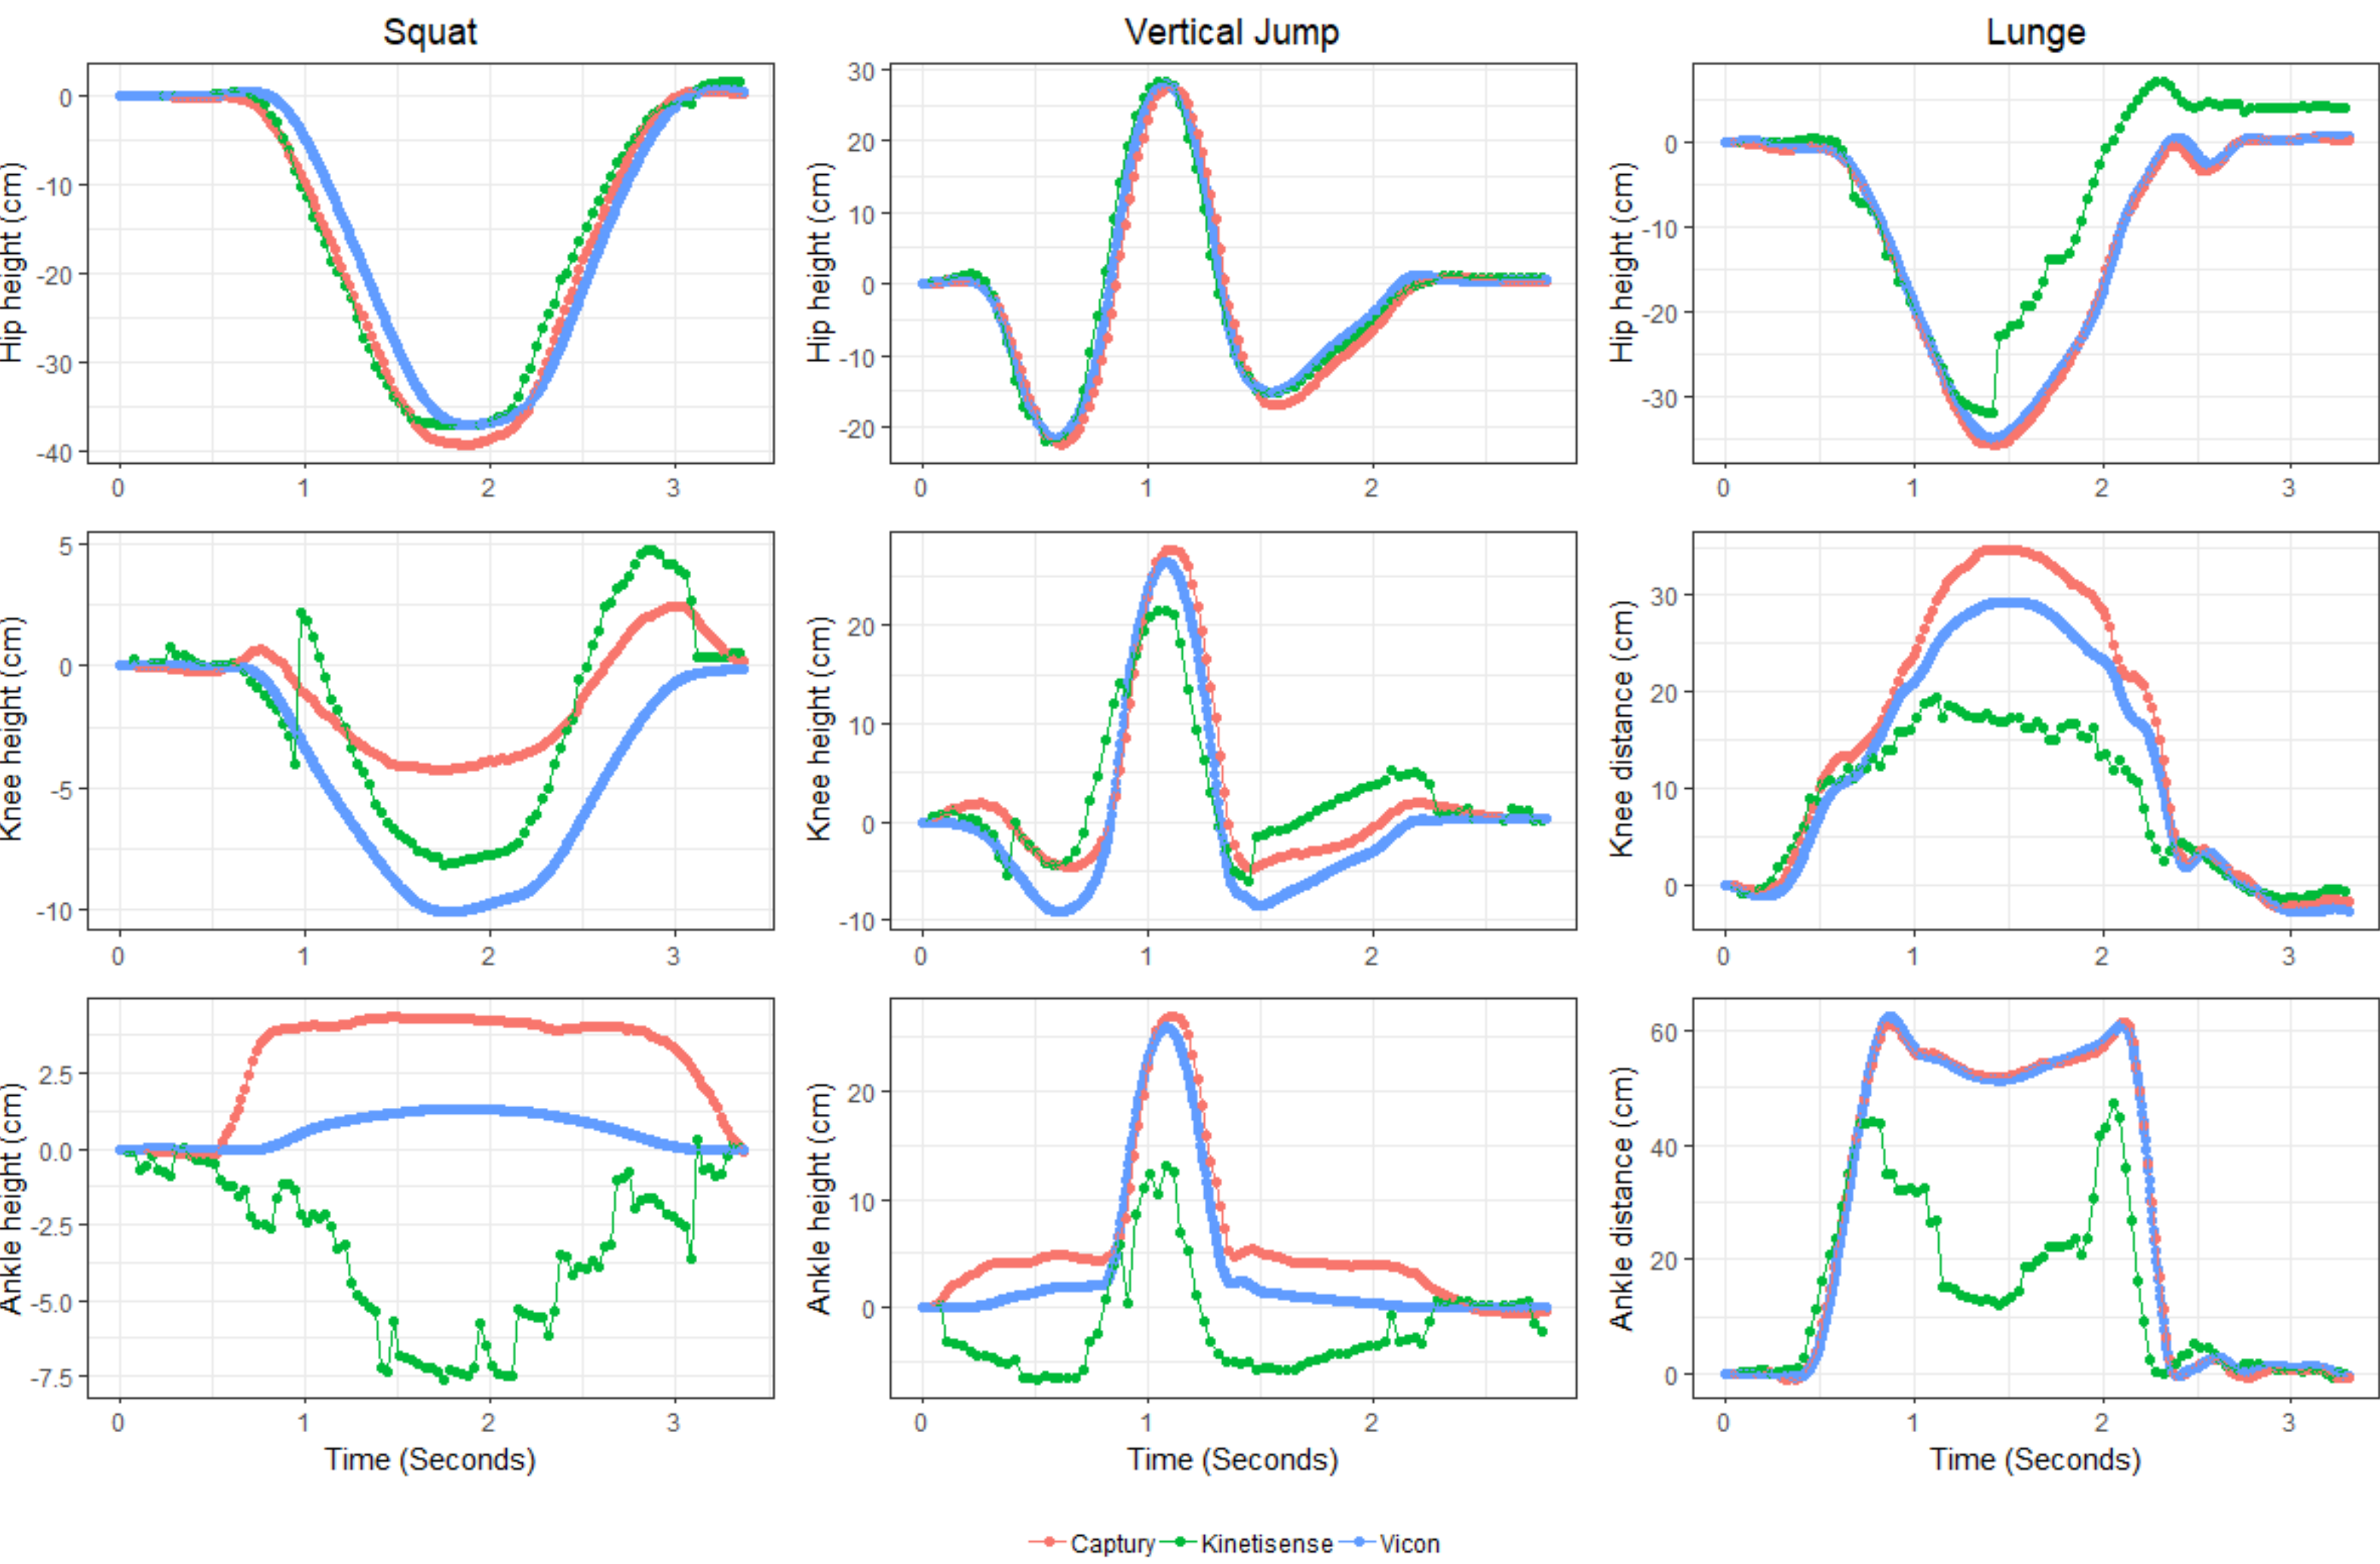 Squat Vertical Jump Lunge
Hip height (cm) 0 -10 -20 -30 -40 0 1 2 3
Hip height (cm) 30 20 10 0 -10 -20 0 1 2
Hip height (cm) 0 -10 -20 -30 0 1 2 3
Knee height (cm) 5 0 -5 -10 0 1 2 3
Knee height (cm) 20 10 0 -10 0 1 2
Knee distance (cm) 30 20 10 0 0 1 2 3
Ankle height (cm) 2.5 0.0 -2.5 -5.0 -7.5 0 1 2 3
Ankle height (cm) 20 10 0 0 1 2
Ankle distance (cm) 60 40 20 0 0 1 2 3
Time (Seconds) Time (Seconds) Time (Seconds)
Captury Kinetisense Vicon